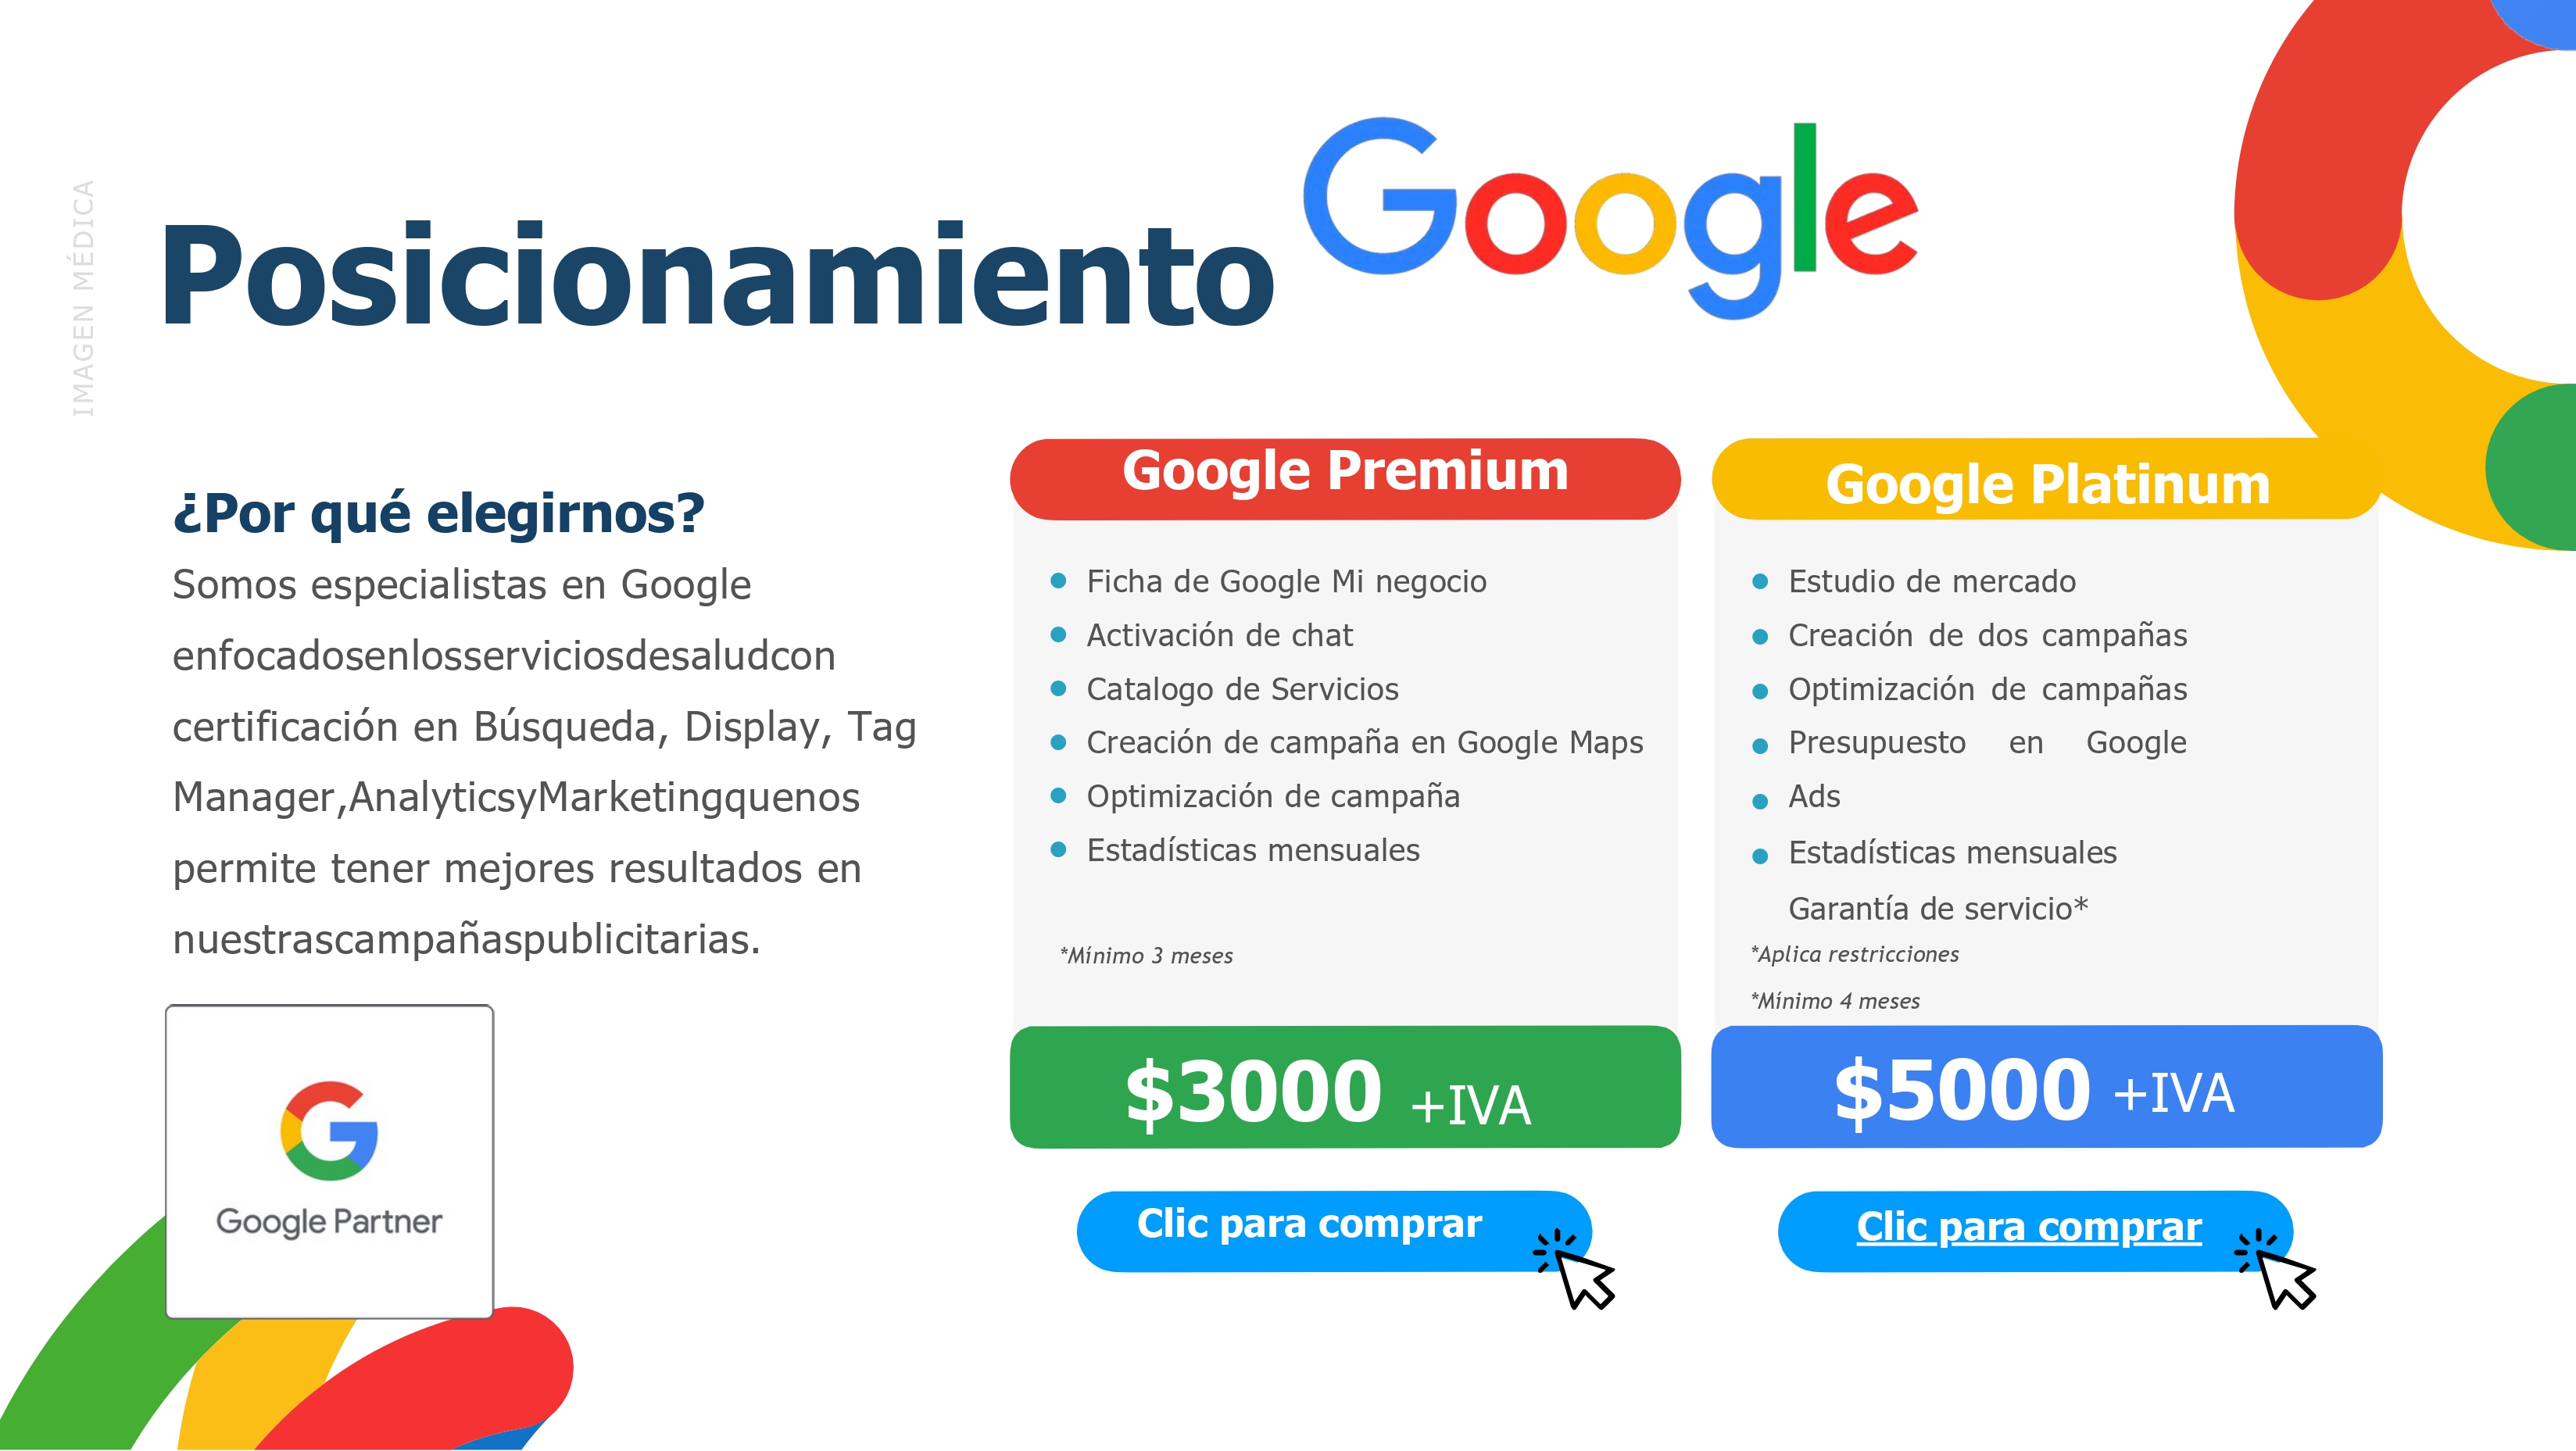 IMAGEN MÉDICA
Posicionamiento Google
¿Por qué elegirnos?
Somos especialistas en Google
enfocadosenlosserviciosdesaludcon
certificación en Búsqueda, Display, Tag
Manager,AnalyticsyMarketingquenos
permite tener mejores resultados en
nuestrascampañaspublicitarias.
Google Partner
Google Premium
Ficha de Google Mi negocio
Activación de chat
Catalogo de Servicios
Creación de campaña en Google Maps
Optimización de campaña
Estadísticas mensuales
*Mínimo 3 meses
$3000 +IVA
Clic para comprar
Google Platinum
Estudio de mercado
Creación de dos campañas
Optimización de campañas
Presupuesto en Google
Ads
Estadísticas mensuales
Garantía de servicio*
*Aplica restricciones
*Mínimo 4 meses
$5000 +IVA
Clic para comprar